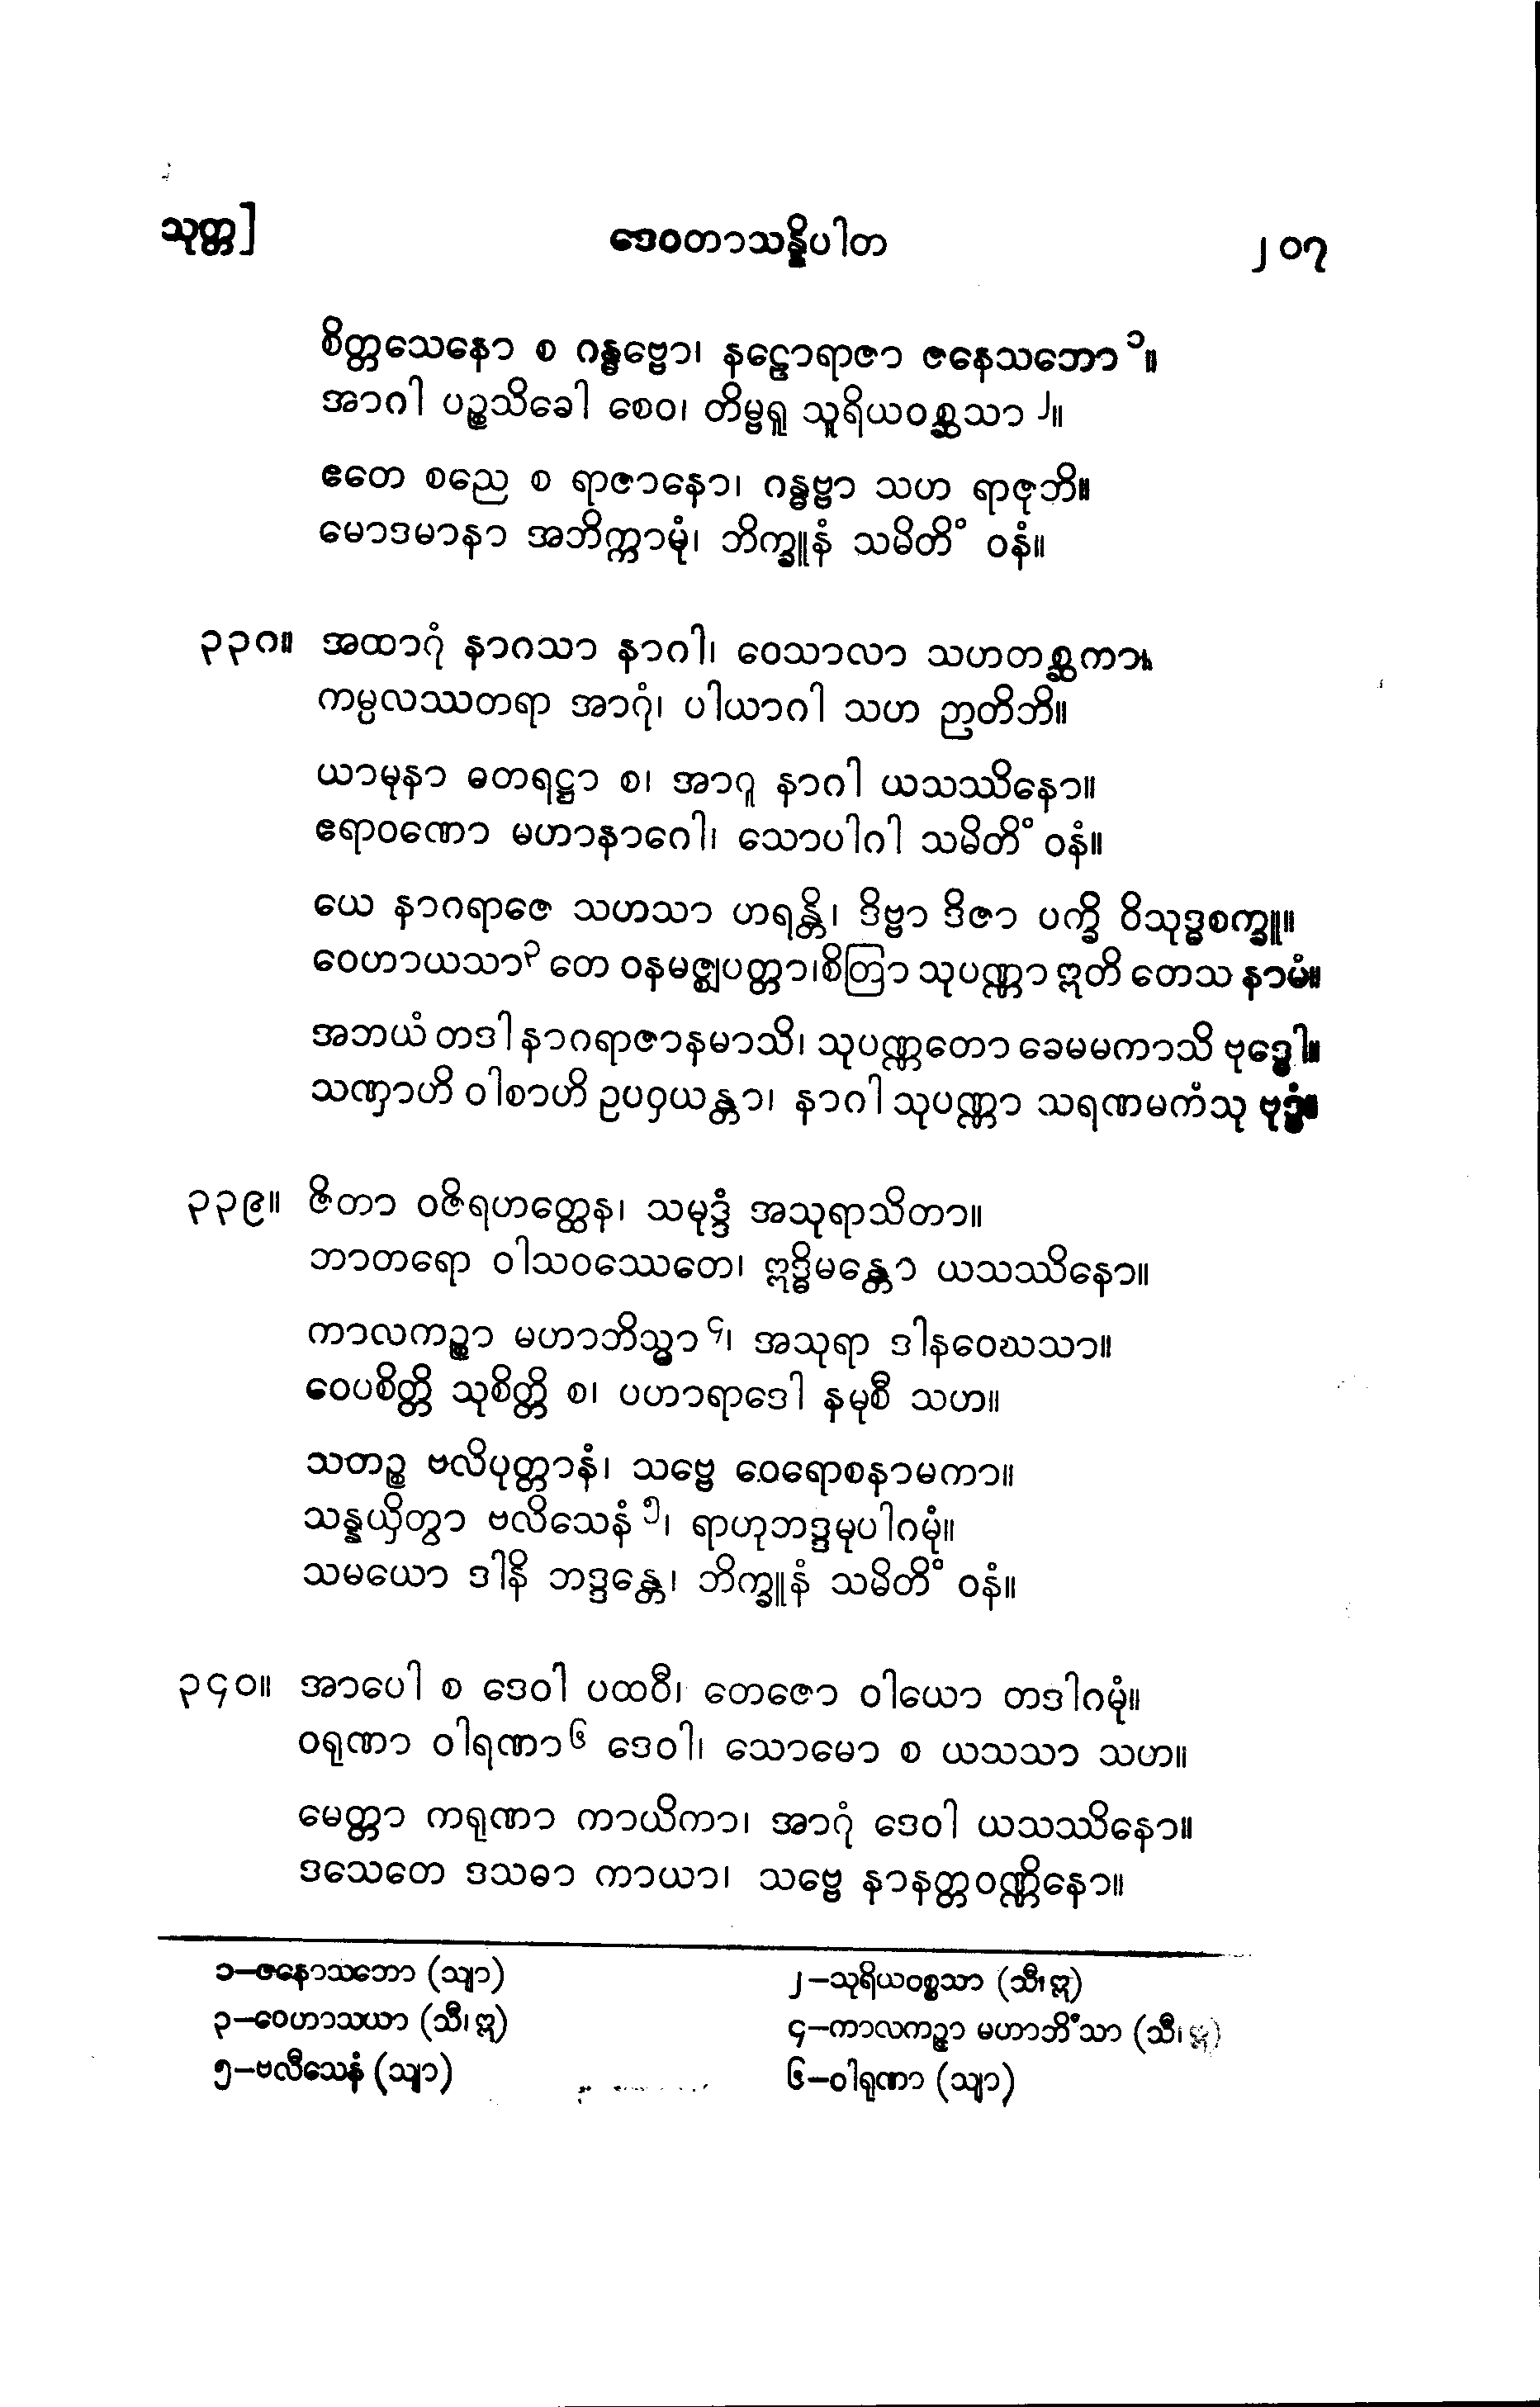 သုတ္တ] ဒေဝတာသန္နိပါတ ၂၀၇
စိတ္တသေနော စ ဂန္ဓဗ္ဗော၊ နဠောရာဇာ ဇနေသဘော ၁။
အာဂါ ပဉ္စသိခေါ စေဝ၊ တိမ္ဗရူ သူရိယဝစ္ဆသာ ၂။
ဧတေ စညေ စ ရာဇာနော၊ ဂန္ဓဗ္ဗာ သဟ ရာဇုဘိ။
မောဒမာနာ အဘိက္ကာမုံ၊ ဘိက္ခူနံ သမိတိံ ဝနံ။
၃၃၈။ အထာဂုံ နာဂသာ နာဂါ၊ ဝေသာလာ သဟတစ္ဆကာ။
ကမ္ဗလဿတရာ အာဂုံ၊ ပါယာဂါ သဟ ဉာတိဘိ။
ယာမုနာ ဓတရဋ္ဌာ စ၊ အာဂူ နာဂါ ယသဿိနော။
ဧရာဝဏော မဟာနာဂေါ၊ သောပါဂါ သမိတိံ ဝနံ။
ယေ နာဂရာဇေ သဟသာ ဟရန္တိ၊ ဒိဗ္ဗာ ဒိဇာ ပက္ခိ ဝိသုဒ္ဓစက္ခူ။
ဝေဟာယသာ ၃ တေ ဝနမဇ္ဈပတ္တာ၊စိတြာ သုပဏ္ဏာ ဣတိ တေသ နာမံ။
အဘယံ တဒါ နာဂရာဇာနမာသိ၊ သုပဏ္ဏတော ခေမမကာသိ ဗုဒ္ဓေါ။
သဏှာဟိ ဝါစာဟိ ဥပဝှယန္တာ၊ နာဂါ သုပဏ္ဏာ သရဏမကံသု ဗုဒ္ဓံ။
၃၃၉။ ဇိတာ ဝဇိရဟတ္ထေန၊ သမုဒ္ဒံ အသုရာသိတာ။
ဘာတရော ဝါသဝဿေတေ၊ ဣဒ္ဓိမန္တော ယသဿိနော။
ကာလကဉ္စာ မဟာဘိသ္မာ ၄၊ အသုရာ ဒါနဝေဃသာ။
ဝေပစိတ္တိ သုစိတ္တိ စ၊ ပဟာရာဒေါ နမုစီ သဟ။
သတဉ္စ ဗလိပုတ္တာနံ၊ သဗ္ဗေ ဝေရောစနာမကာ။
သန္နယှိတွာ ဗလိသေနံ ၅၊ ရာဟုဘဒ္ဒမုပါဂမုံ။
သမယော ဒါနိ ဘဒ္ဒန္တေ၊ ဘိက္ခူနံ သမိတိံ ဝနံ။
၃၄၀။ အာပေါ စ ဒေဝါ ပထဝီ၊ တေဇော ဝါယော တဒါဂမုံ။
ဝရုဏာ ဝါရဏာ ၆ ဒေဝါ၊ သောမော စ ယသသာ သဟ။
မေတ္တာ ကရုဏာ ကာယိကာ၊ အာဂုံ ဒေဝါ ယသဿိနော။
ဒသေတေ ဒသဓာ ကာယာ၊ သဗ္ဗေ နာနတ္တဝဏ္ဏိနော။
၁–ဇနောသဘော (သျာ) ၂–သုရိယဝစ္စသာ (သီ၊ ဣ)
၃–ဝေဟာသယာ (သီ၊ ဣ) ၄–ကာလကဉ္ဇာ မဟာဘိံသာ (သီ၊ ဣ)
၅–ဗလီသေနံ (သျာ) ၆–ဝါရုဏာ (သျာ)